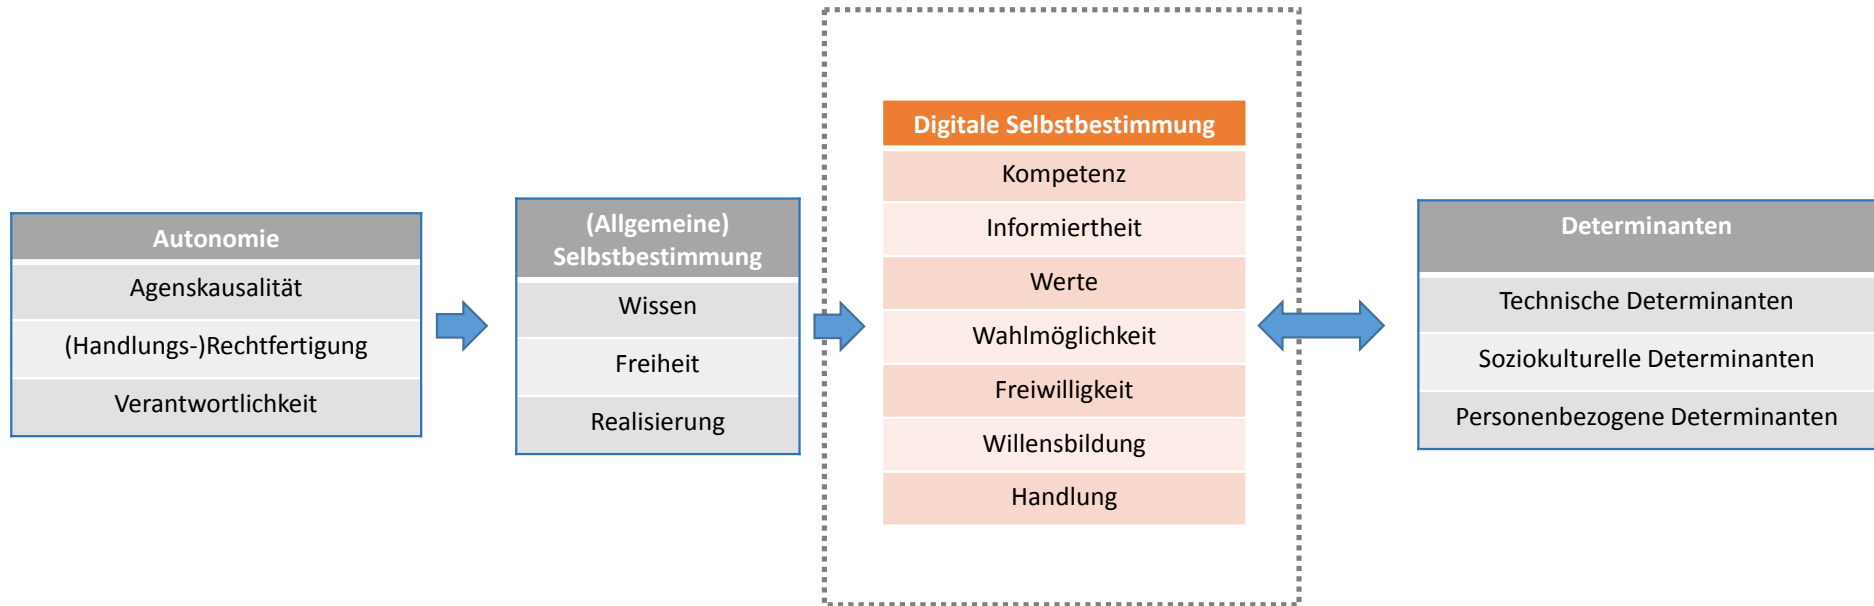 Autonomie
Agenskausalität
(Handlungs-)Rechtfertigung
Verantwortlichkeit
(Allgemeine)
Selbstbestimmung
Wissen
Freiheit
Realisierung
Digitale Selbstbestimmung
Kompetenz
Informiertheit
Werte
Wahlmöglichkeit
Freiwilligkeit
Willensbildung
Handlung
Determinanten
Technische Determinanten
Soziokulturelle Determinanten
Personenbezogene Determinanten